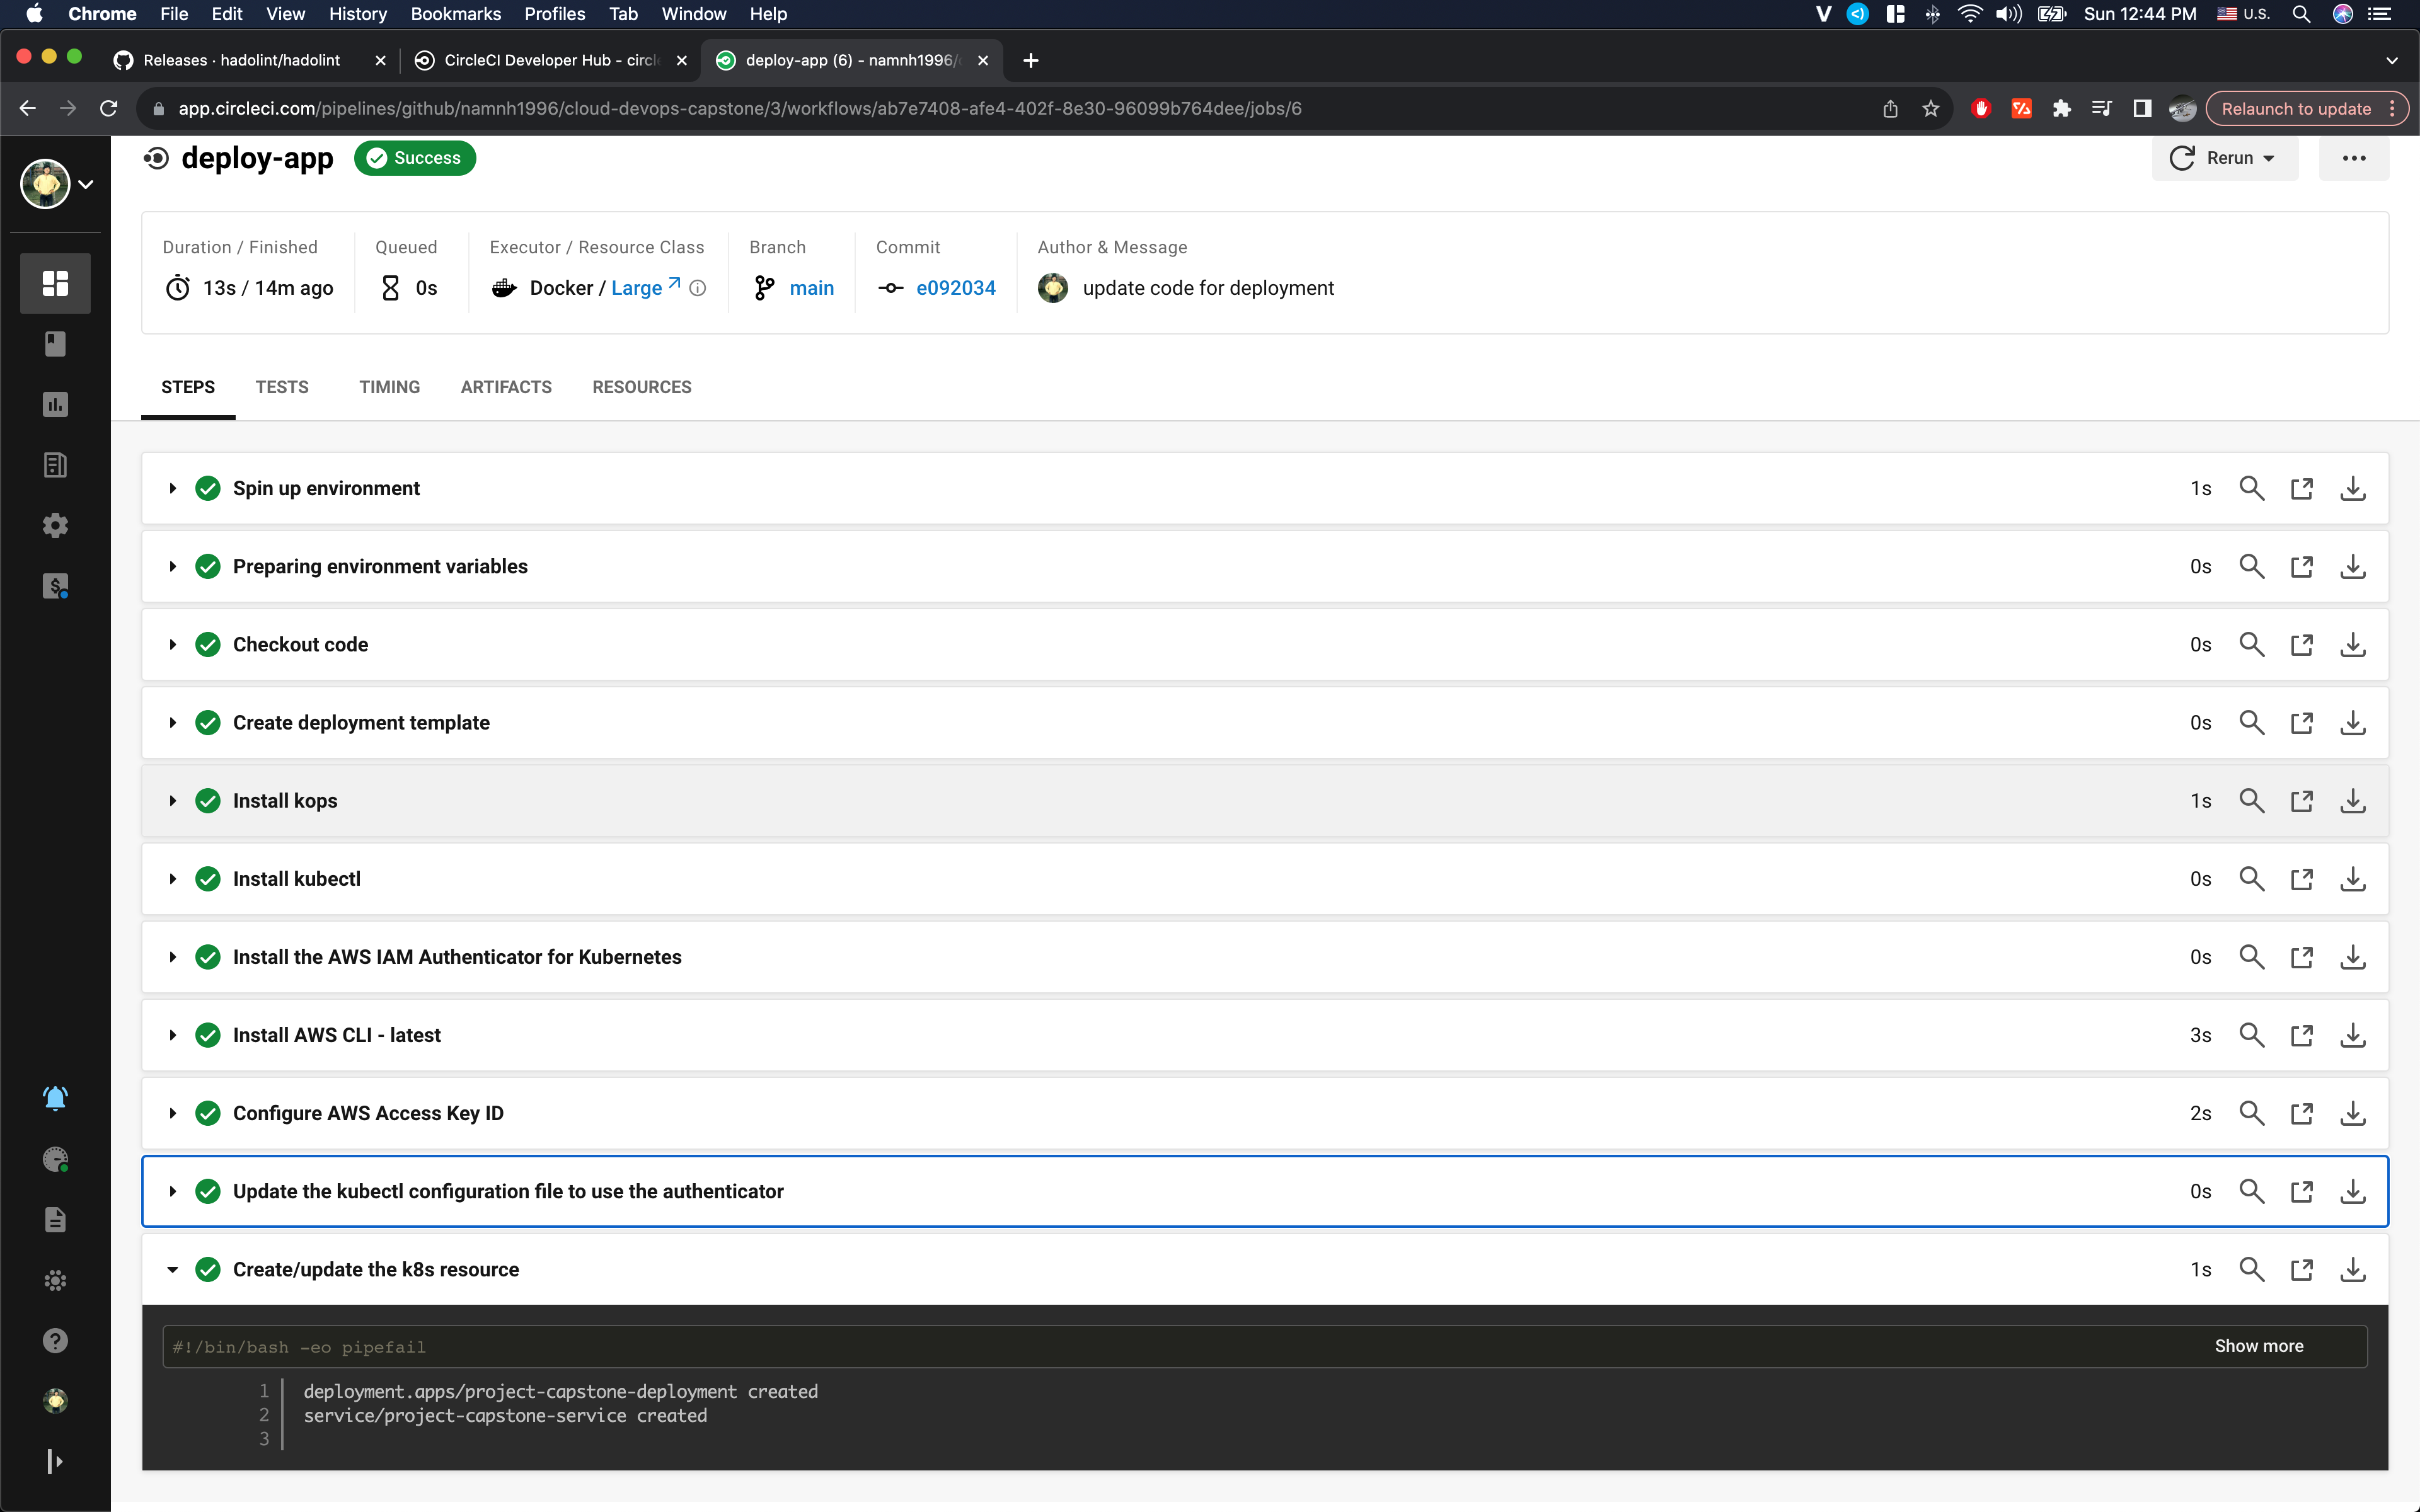 Chrome File Edit View History Bookmarks Profiles Tab Window Help Sun 12:44 PM U.S.
Releases · hadolint/hadolint CircleCI Developer Hub - circle deploy-app (6) - namnh1996/
app.circleci.com/pipelines/github/namnh1996/cloud-devops-capstone/3/workflows/ab7e7408-afe4-402f-8e30-96099b764dee/jobs/6 Relaunch to update
deploy-app Success Rerun
Duration / Finished Queued Executor / Resource Class Branch Commit Author & Message
13s / 14m ago 0s Docker / Large main e092034 update code for deployment
STEPS TESTS TIMING ARTIFACTS RESOURCES
Spin up environment 1s
Preparing environment variables 0s
Checkout code 0s
Create deployment template 0s
Install kops 1s
Install kubectl 0s
Install the AWS IAM Authenticator for Kubernetes 0s
Install AWS CLI - latest 3s
Configure AWS Access Key ID 2s
Update the kubectl configuration file to use the authenticator 0s
Create/update the k8s resource 1s
#!/bin/bash -eo pipefail Show more
1 deployment.apps/project-capstone-deployment created
2 service/project-capstone-service created
3